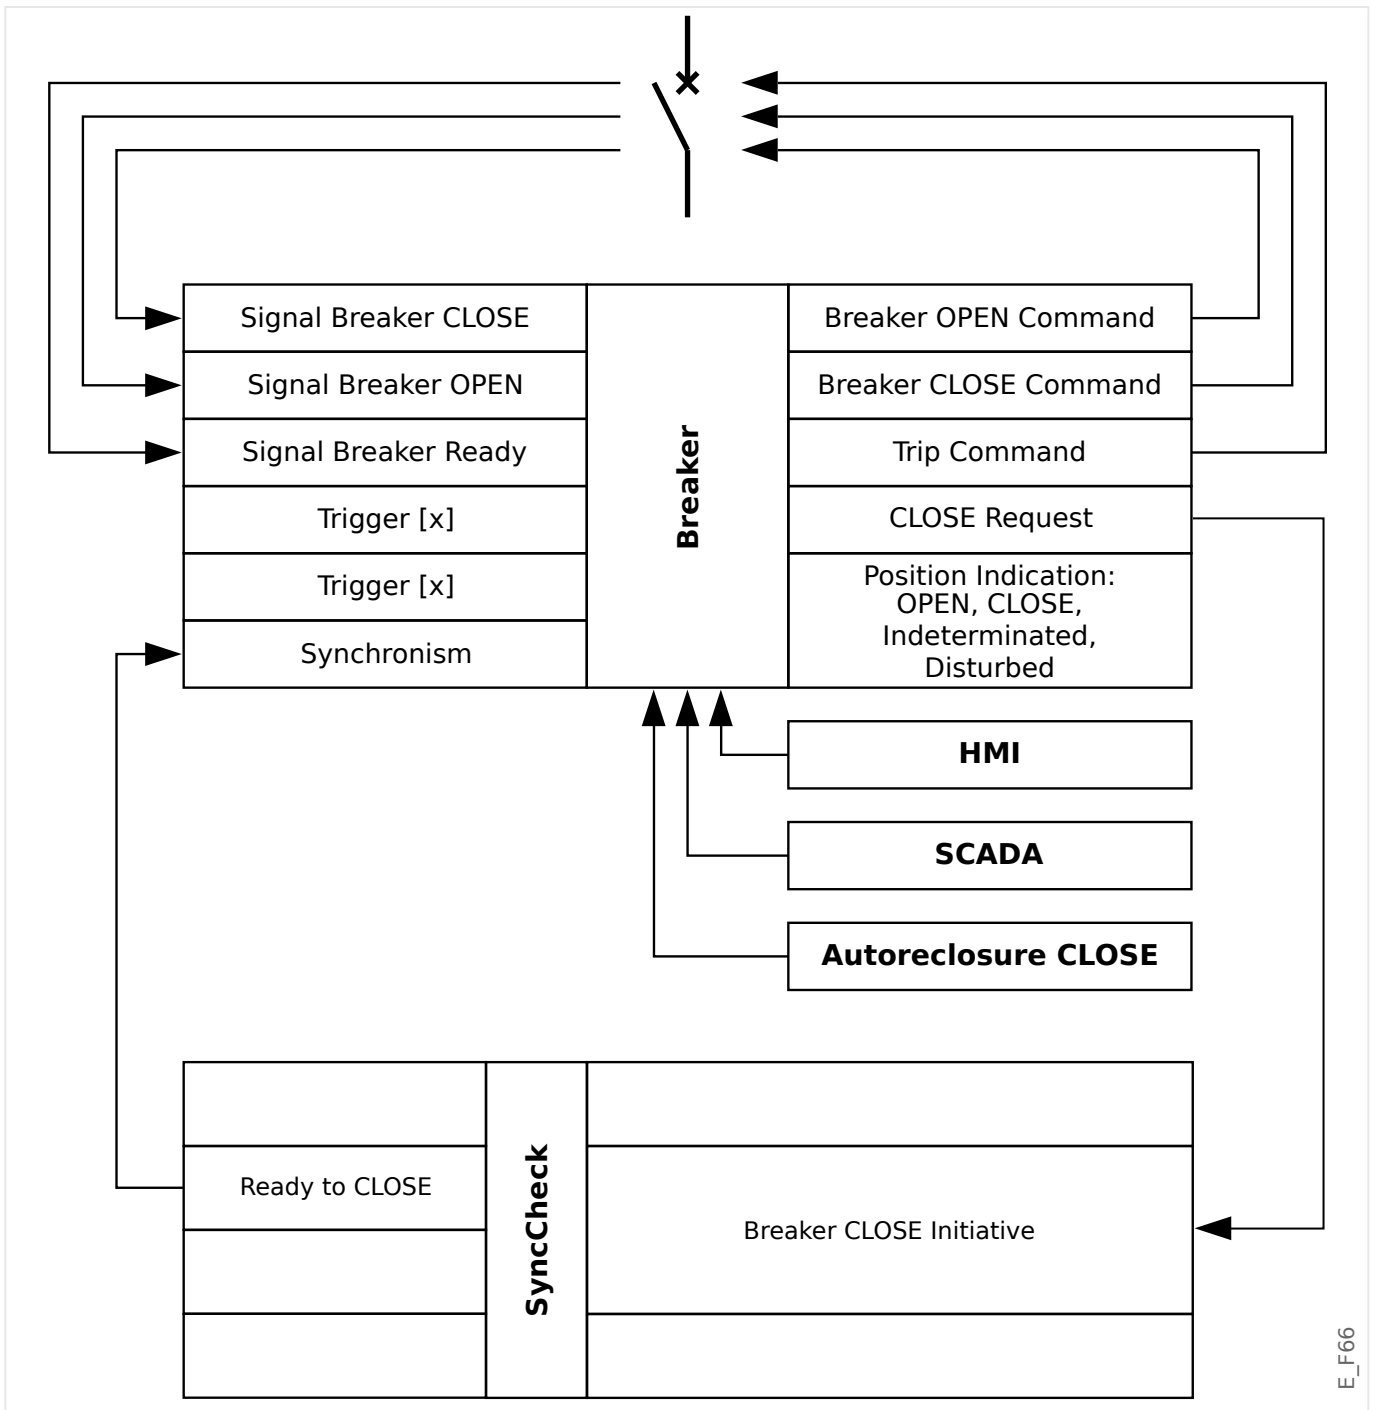 Signal Breaker CLOSE
Signal Breaker OPEN
Signal Breaker Ready
Trigger [x]
Trigger [x]
Synchronism
Breaker
Breaker OPEN Command
Breaker CLOSE Command
Trip Command
CLOSE Request
Position Indication:
OPEN, CLOSE,
Indeterminated,
Disturbed
HMI
SCADA
Autoreclosure CLOSE
Ready to CLOSE
SyncCheck
Breaker CLOSE Initiative
E_F66